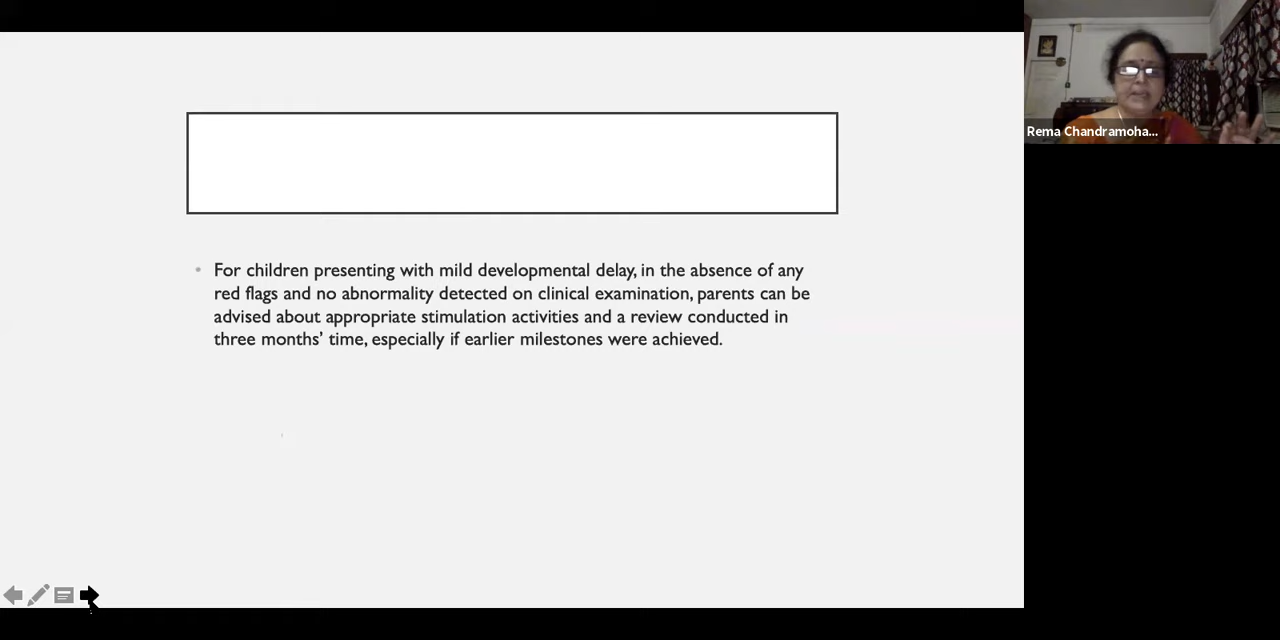 For children presenting with mild developmental delay, in the absence of any
red flags and no abnormality detected on clinical examination, parents can be
advised about appropriate stimulation activities and a review conducted in
three months’ time, especially if earlier milestones were achieved.
Rema Chandramoha...